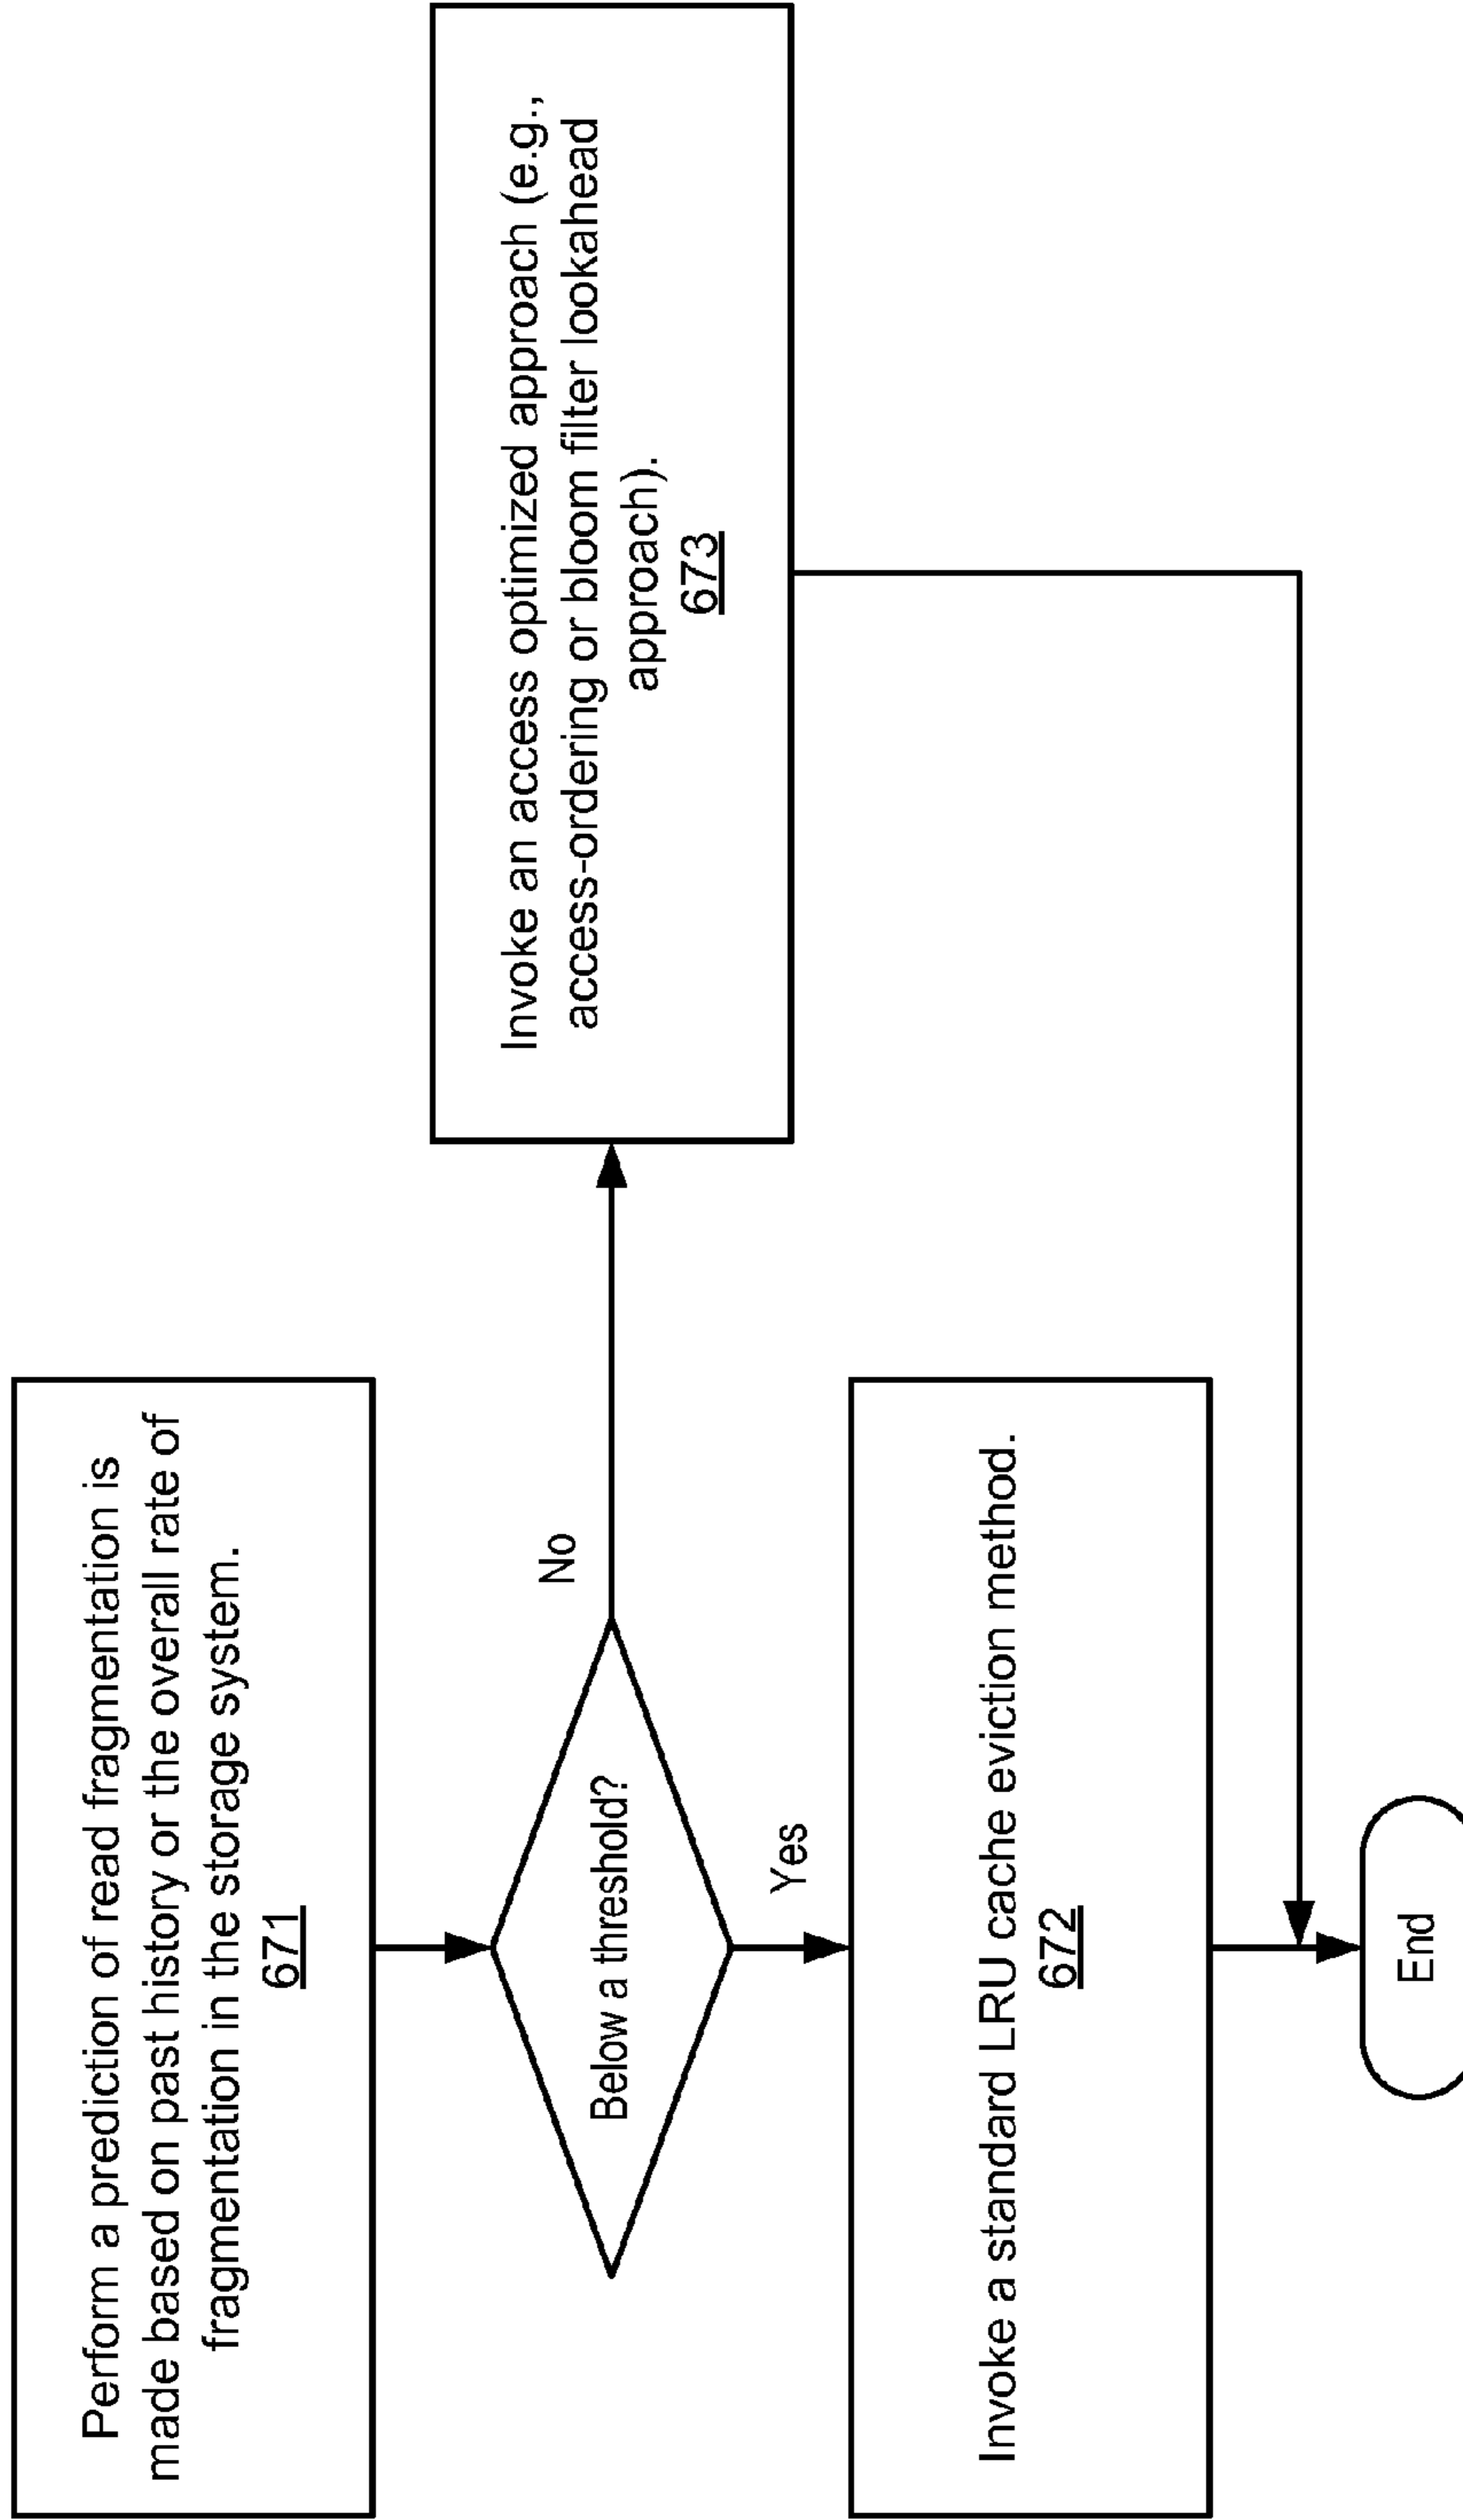 Perform a prediction of read fragmentation is
made based on past history or the overall rate of
fragmentation in the storage system.
671
Below a threshold?
No
Yes
Invoke an access optimized approach (e.g.,
access-ordering or bloom filter lookahead
approach).
673
Invoke a standard LRU cache eviction method.
672
End